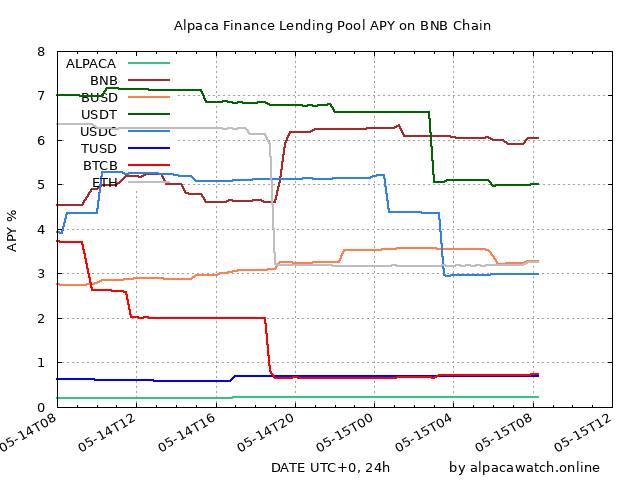 Alpaca Finance Lending Pool APY on BNB Chain
8
7
6
5
4
3
2
1
0
APY %
ALPACA
BNB
BUSD
USDT
USDC
TUSD
BTCB
ETH
05-14T08
05-14T12
05-14T16
05-14T20
05-15T00
05-15T04
05-15T08
05-15T12
DATE UTC+0, 24h
by alpacawatch.online